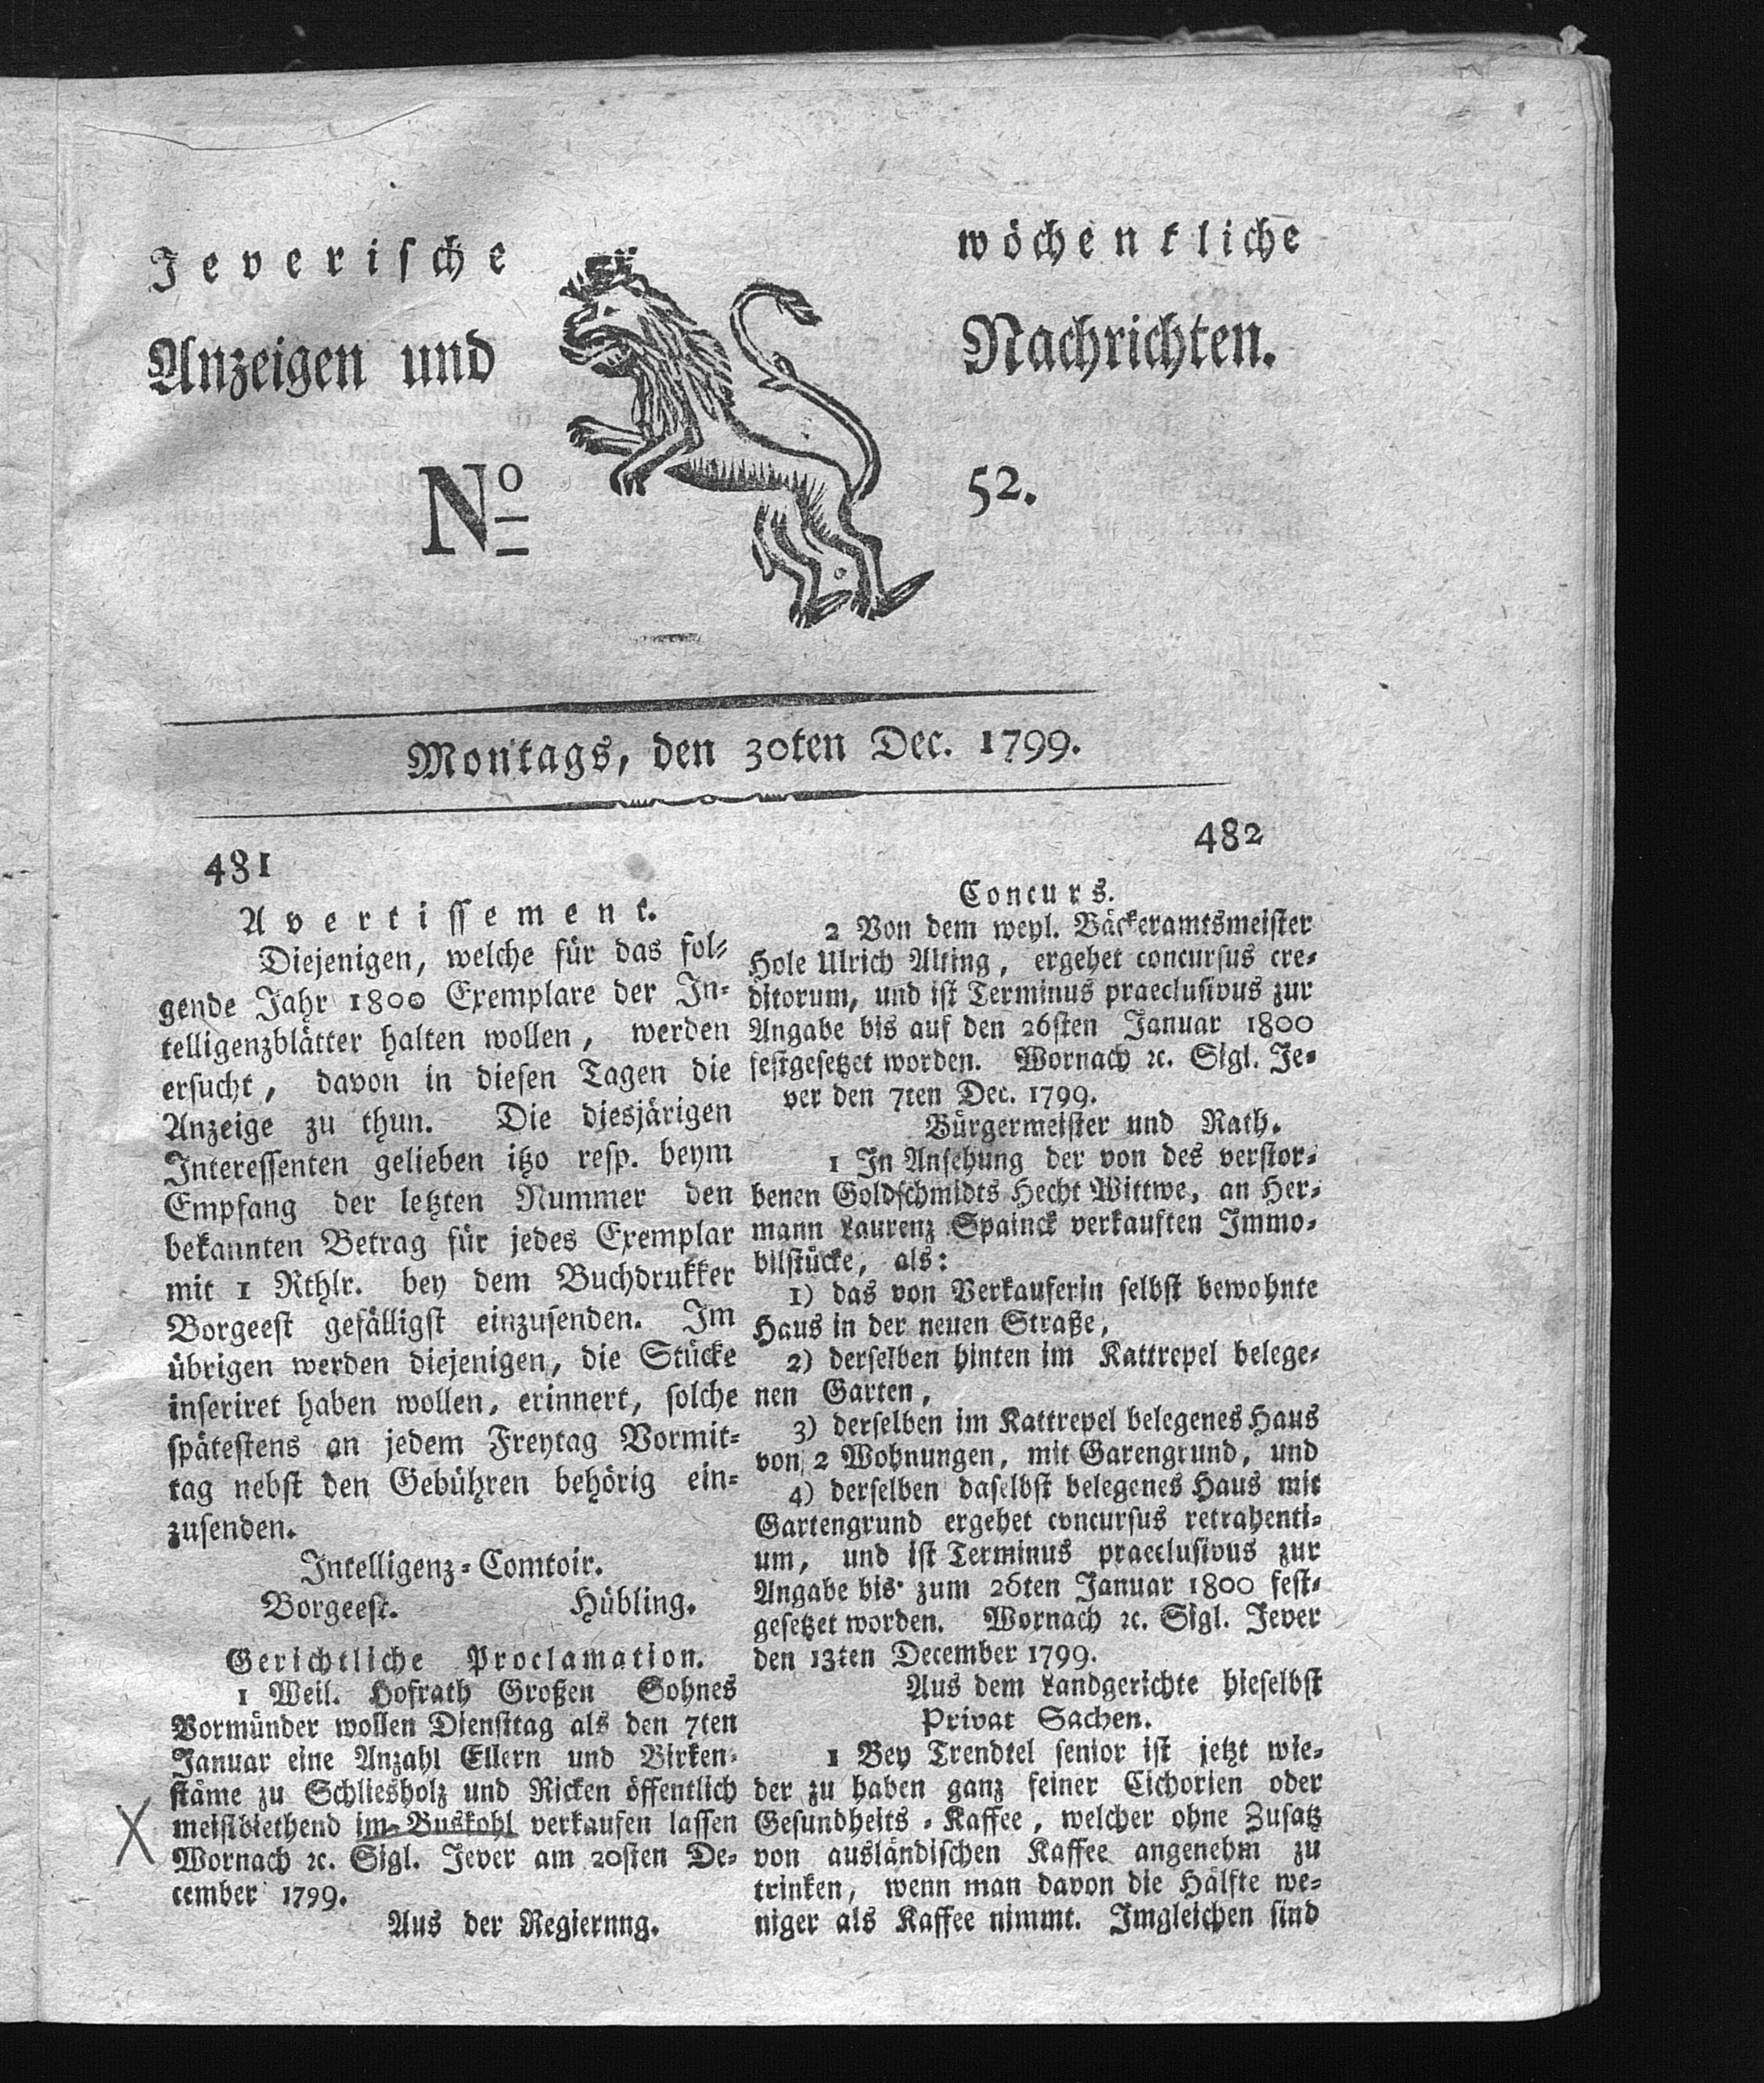 Jeverische wöchentliche
Anzeigen und Nachrichten.
No 52.
Montags, den 30ten Dec. 1799.
481
Avertissement.
Diejenigen, welche für das fol-
gende Jahr 1800 Exemplare der In-
telligenzblätter halten wollen, werden
ersucht, davon in diesen Tagen die
Anzeige zu thun. Die diesjärigen
Interessenten gelieben itzo resp. beym
Empfang der letzten Nummer den
bekannten Betrag für jedes Exemplar
mit 1 Rthlr. bey dem Buchdrukker
Borgeest gefälligst einzusenden. Im
übrigen werden diejenigen, die Stücke
inseriret haben wollen, erinnert, solche
spätestens an jedem Freytag Vormit-
tag nebst den Gebühren behörig ein-
zusenden.
Intelligenz-Comtoir.
Borgeest. Hübling.
Gerichtliche Proclamation.
1 Weil. Hofrath Großen Sohnes
Vormünder wollen Diensttag als den 7ten
Januar eine Anzahl Ellern und Birken-
stäme zu Schliesholz und Ricken öffentlich
meistbiethend im Buskohl verkaufen lassen
Wornach ꝛc. Sigl. Jever am 20sten De-
cember 1799.
Aus der Regiernng.
482
Concurs.
2 Von dem weyl. Bäckeramtsmeister
Hole Ulrich Alting, ergehet concursus cre-
ditorum, und ist Terminus praeclusivus zur
Angabe bis auf den 26sten Januar 1800
festgesetzet worden. Wornach ꝛc. Sigl. Je-
ver den 7ten Dec. 1799.
Bürgermeister und Rath.
1 In Ansehung der von des verstor-
benen Goldschmidts Hecht Wittwe, an Her-
mann Laurenz Spainck verkauften Immo-
bilstücke, als:
1) das von Verkauferin selbst bewohnte
Haus in der neuen Straße,
2) derselben hinten im Kattrepel belege-
nen Garten,
3) derselben im Kattrepel belegenes Haus
von 2 Wohnungen, mit Garengrund, und
4) derselben daselbst belegenes Haus mit
Gartengrund ergehet concursus retrahenti-
um, und ist Terminus praeclusivus zur
Angabe bis zum 26ten Januar 1800 fest-
gesetzet worden. Wornach ꝛc. Sigl. Jever
den 13ten December 1799.
Aus dem Landgerichte hieselbst
Privat Sachen.
1 Bey Trendtel senior ist jetzt wie-
der zu haben ganz feiner Cichorien oder
Gesundheits-Kaffee, welcher ohne Zusatz
von ausländischen Kaffee angenehm zu
trinken, wenn man davon die Hälfte we-
niger als Kaffee nimmt. Imgleichen sind